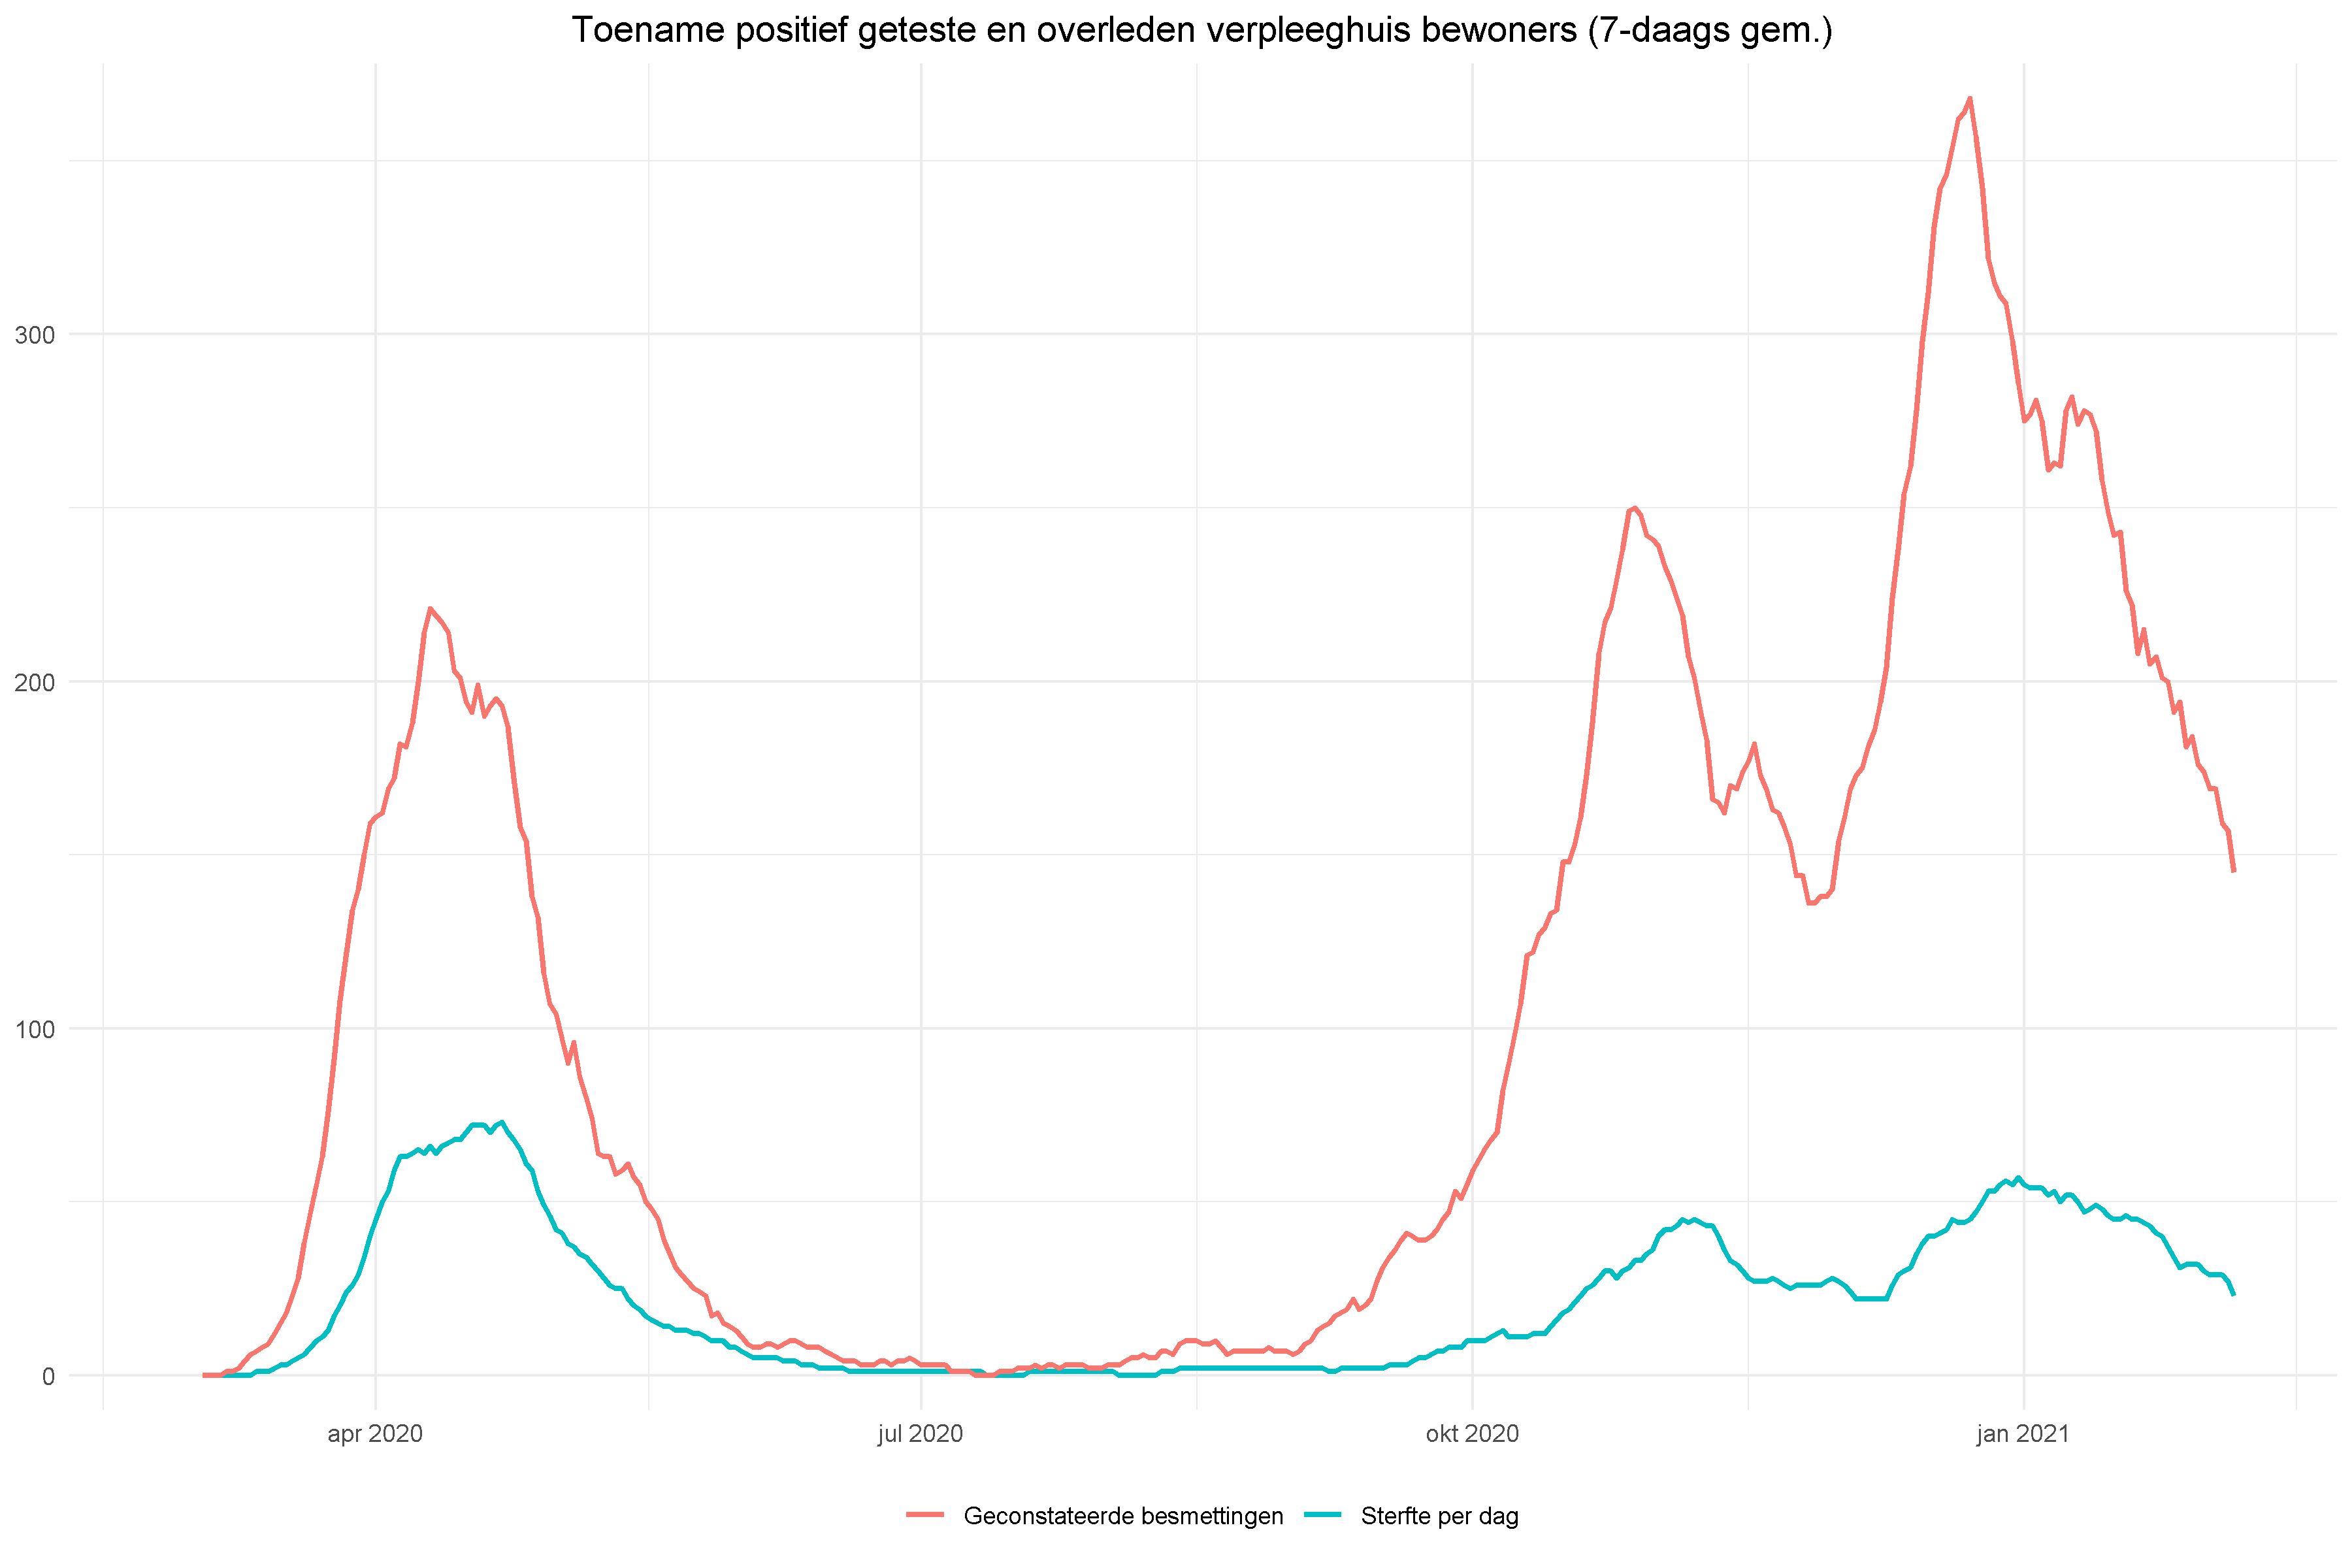 Toename positief geteste en overleden verpleeghuis bewoners (7-daags gem.)
300
200
100
0
apr 2020 jul 2020 okt 2020 jan 2021
Geconstateerde besmettingen Sterfte per dag